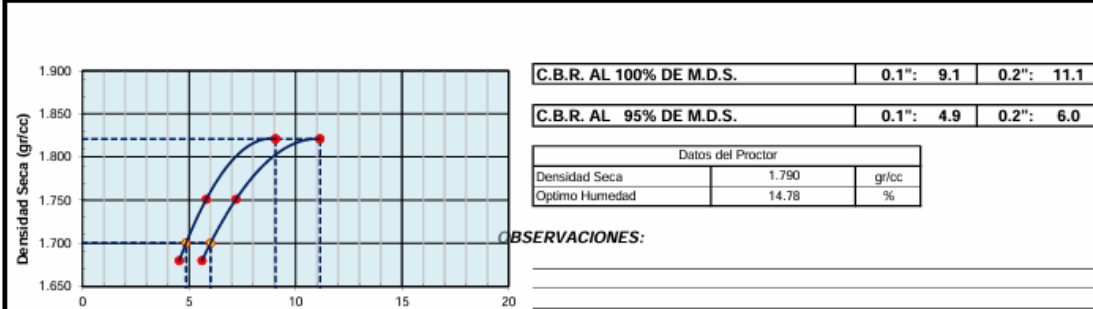 Densidad Seca (gr/cc)
1.900
1.850
1.800
1.750
1.700
1.650
0 5 10 15 20
C.B.R. AL 100% DE M.D.S. 0.1": 9.1 0.2": 11.1
C.B.R. AL 95% DE M.D.S. 0.1": 4.9 0.2": 6.0
Datos del Proctor
Densidad Seca 1.790 gr/cc
Optimo Humedad 14.78 %
OBSERVACIONES: